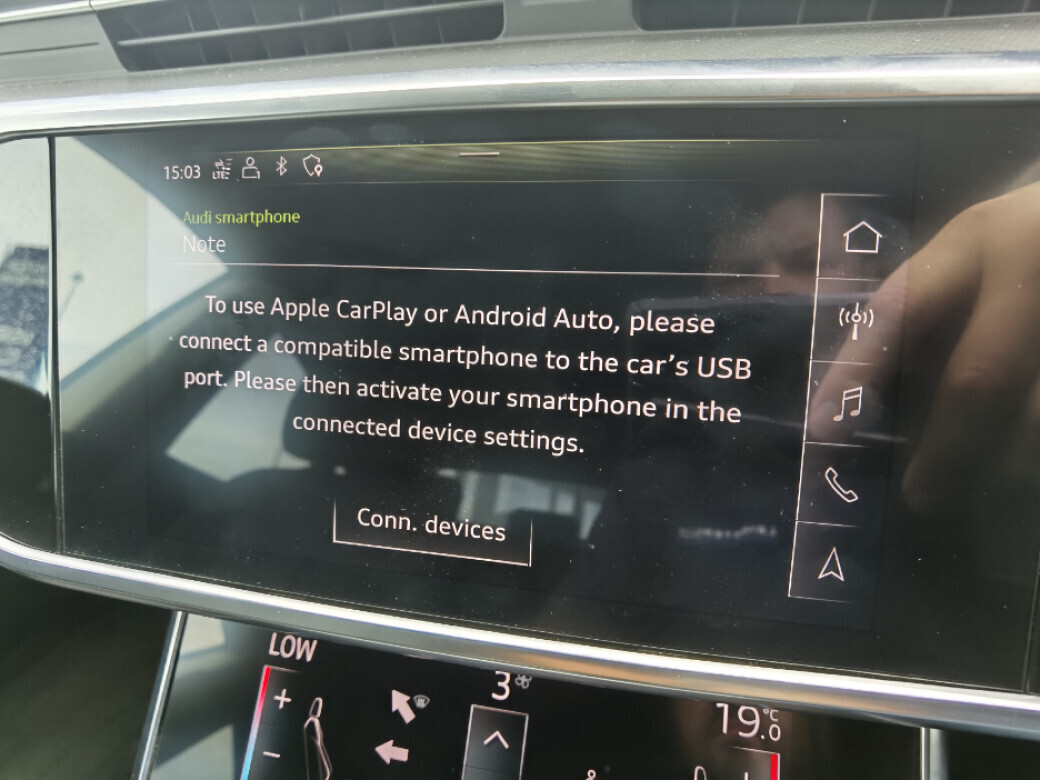 15:03 LTE
Audi smartphone
Note
To use Apple CarPlay or Android Auto, please
connect a compatible smartphone to the car's USB
port. Please then activate your smartphone in the
connected device settings.
Conn. devices
LOW
3
+
19.0 °C
-
+